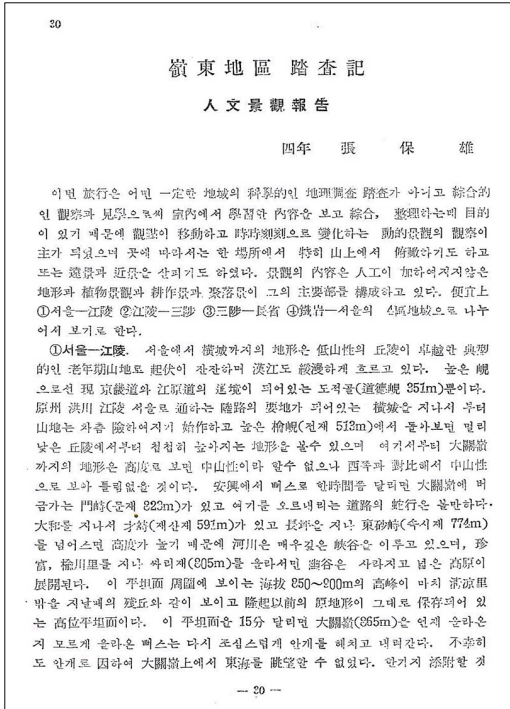 20
嶺東地區 踏査記
人文景觀報告
四年 張保雄
이번 旅行은 어떤 一定한 地域의 科學的인 地理調査 踏査가 아니고 綜合的
인 觀察과 見學으로써 室內에서 學習한 內容을 보고 綜合, 整理하는데 目的
이 있기 때문에 觀點이 移動하고 時時刻刻으로 變化하는 動的景觀의 觀察이
主가 되었으며 곳에 따라서는 한 場所에서 特히 山上에서 俯瞰하기도 하고
또는 遠景과 近景을 살피기도 하였다. 景觀의 內容은 人工이 加하여지지않은
地形과 植物景觀과 耕作景과 聚落景이 그의 主要部를 構成하고 있다. 便宜上
①서울—江陵 ②江陵—三陟 ③三陟—長省 ④鐵岩—서울의 4區地域으로 나누
어서 보기로 한다.
①서울—江陵. 서울에서 橫城까지의 地形은 低山性의 丘陵이 卓越한 典型
的인 老年期山地로 起伏이 잔잔하며 漢江도 緩漫하게 흐르고 있다. 높은 峴
으로선 現 京畿道와 江原道의 道境이 되어있는 도적골(道德峴 351m)뿐이다.
原州 洪川 江陵 서울로 通하는 陸路의 要地가 되어있는 橫城을 지나서 부터
山地는 차츰 險하여지기 始作하고 높은 檜峴(전재 513m)에서 돌아보면 멀리
낮은 丘陵에서부터 첨첨히 높아지는 地形을 볼수 있으며 여기서부터 大關嶺
까지의 地形은 高度로 보면 中山性이라 할수 없으나 西쪽과 對比해서 中山性
으로 보아 틀림없을 것이다. 安興에서 뻐스로 한時間를 달리면 大關嶺에 버
금가는 門峙(문재 823m)가 있고 여기를 오르내리는 道路의 蛇行은 볼만하다.
大和를 지나서 才峙(재산재 591m)가 있고 長坪을 지나 東砂峙(속시재 774m)
를 넘어스면 高度가 높기 때문에 河川은 매우깊은 峽谷을 이루고 있으며, 珍
富, 楡川里를 지나 싸리재(805m)를 올라서면 幽谷은 사라지고 넓은 高原이
展開된다. 이 平坦面 周圍에 보이는 海拔 850~900m의 高峰이 마치 淸凉里
밖을 지날때의 殘丘와 같이 보이고 隆起以前의 原地形이 그대로 保存되어 있
는 高位平坦面이다. 이 平坦面을 15分 달리면 大關嶺(865m)을 언제 올라온
지 모르게 올라온 뻐스는 다시 조심스럽게 안개를 헤치고 내려간다. 不幸히
도 안개로 因하여 大關嶺上에서 東海를 眺望할 수 없었다. 한가지 添附할 것
— 20 —